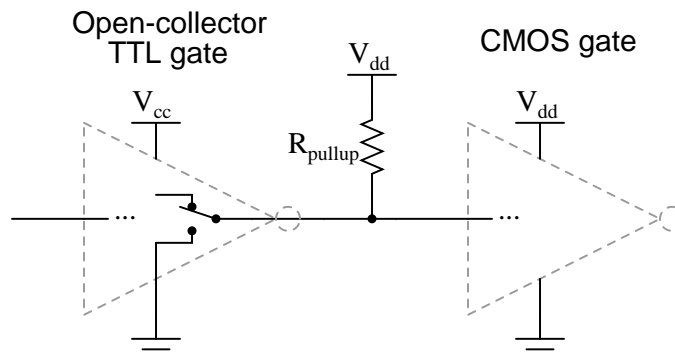 Open-collector
TTL gate
CMOS gate
V_dd
V_cc
V_dd
R_pullup
...
...